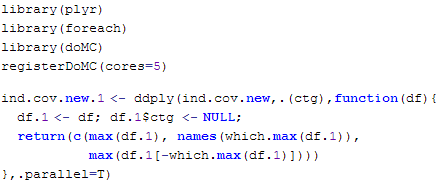 library(plyr)
library(foreach)
library(doMC)
registerDoMC(cores=5)
ind.cov.new.1 <- ddply(ind.cov.new,.(ctg),function(df){
  df.1 <- df; df.1$ctg <- NULL;
  return(c(max(df.1), names(which.max(df.1)),
           max(df.1[-which.max(df.1)])))
},.parallel=T)